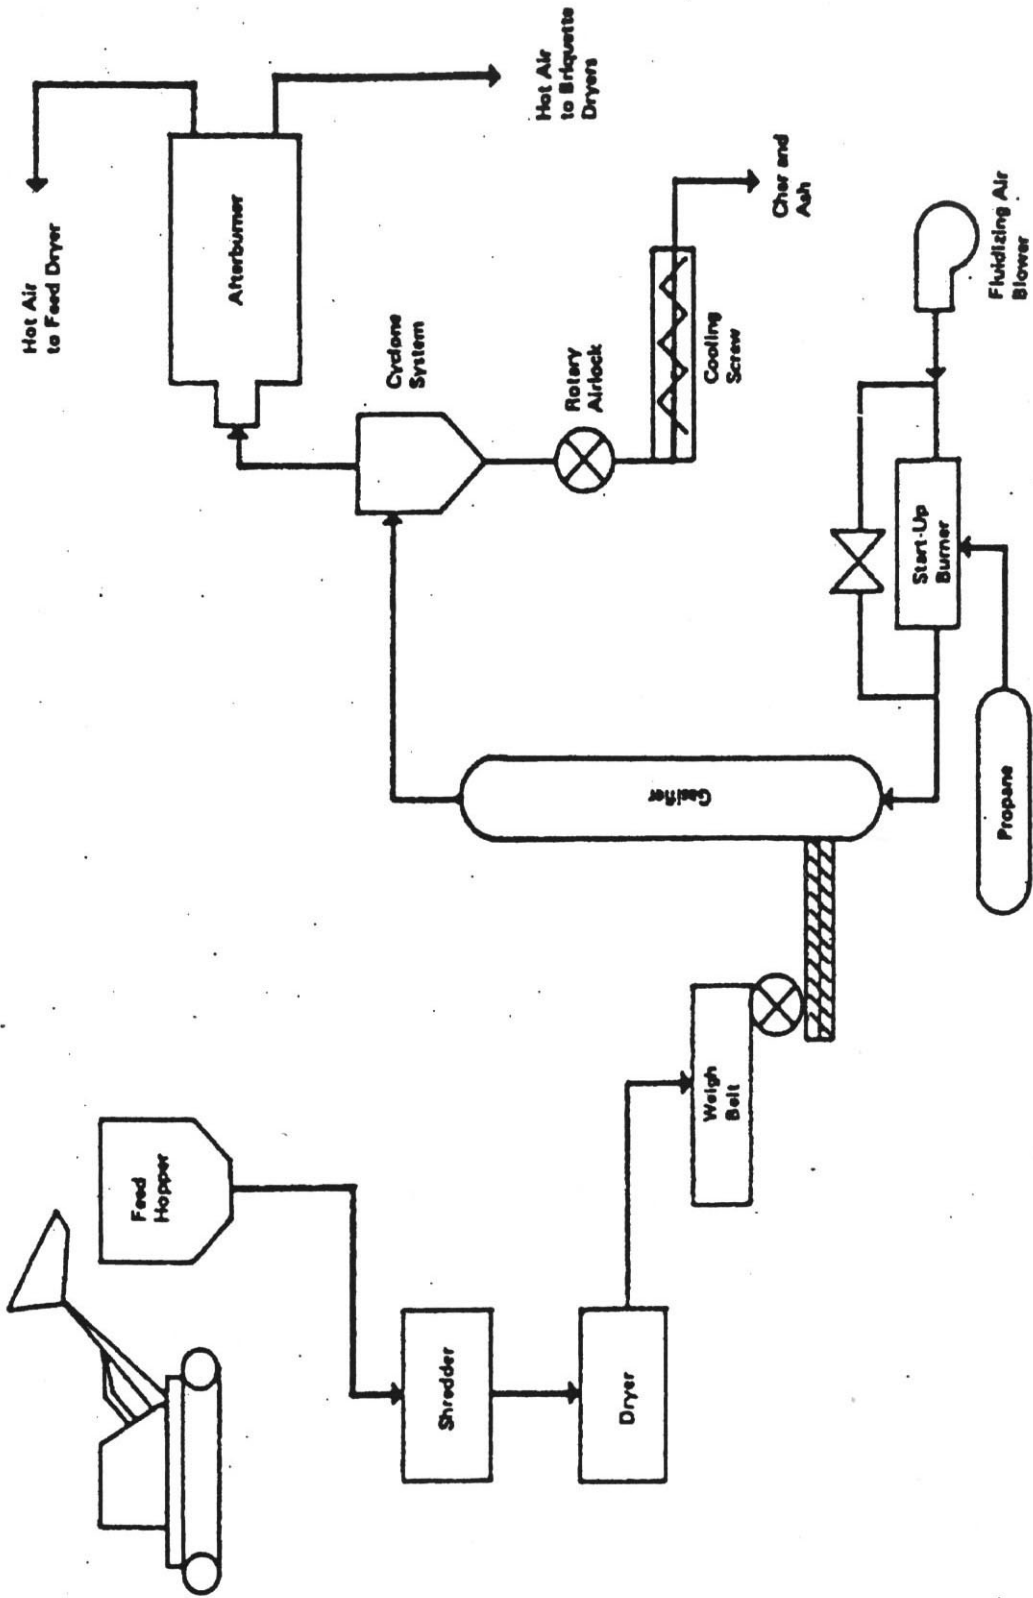 Feed
Hopper
Shredder
Dryer
Weigh
Belt
Gasifier
Propane
Start-Up
Burner
Fluidizing Air
Blower
Cyclone
System
Rotary
Airlock
Cooling
Screw
Char and
Ash
Afterburner
Hot Air
to Feed Dryer
Hot Air
to Briquette
Dryers